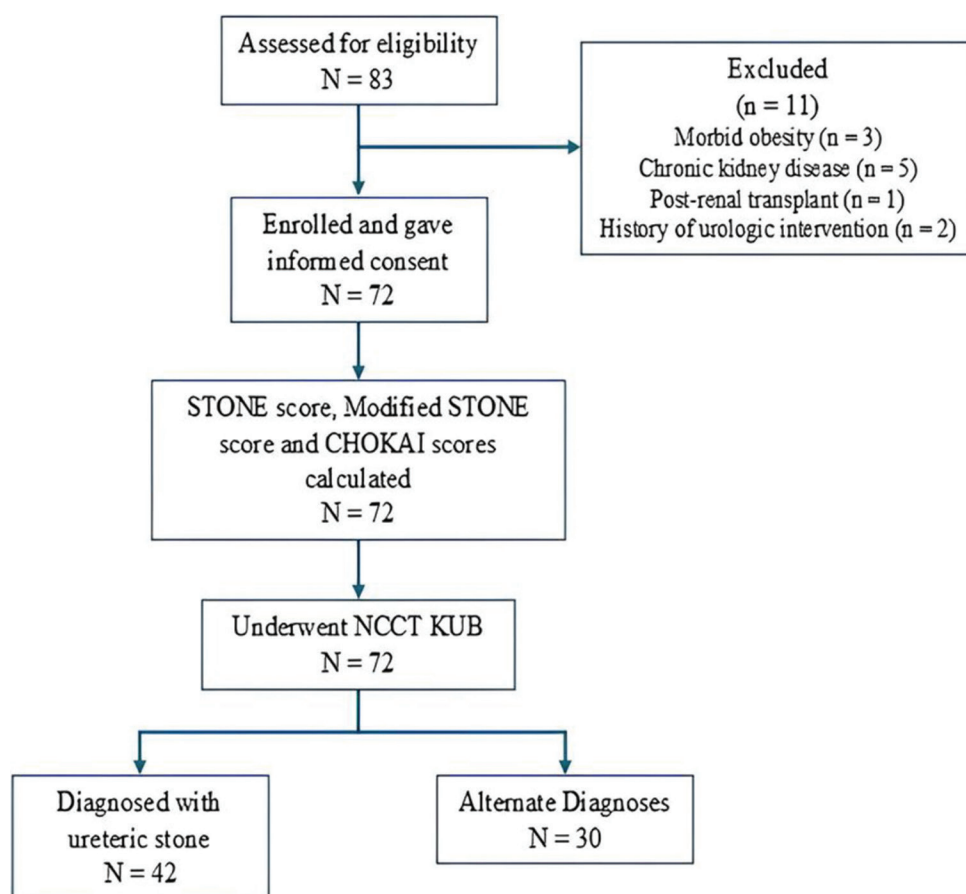 Assessed for eligibility
N = 83
Excluded
(n = 11)
Morbid obesity (n = 3)
Chronic kidney disease (n = 5)
Post-renal transplant (n = 1)
History of urologic intervention (n = 2)
Enrolled and gave
informed consent
N = 72
STONE score, Modified STONE
score and CHOKAI scores
calculated
N = 72
Underwent NCCT KUB
N = 72
Diagnosed with
ureteric stone
N = 42
Alternate Diagnoses
N = 30